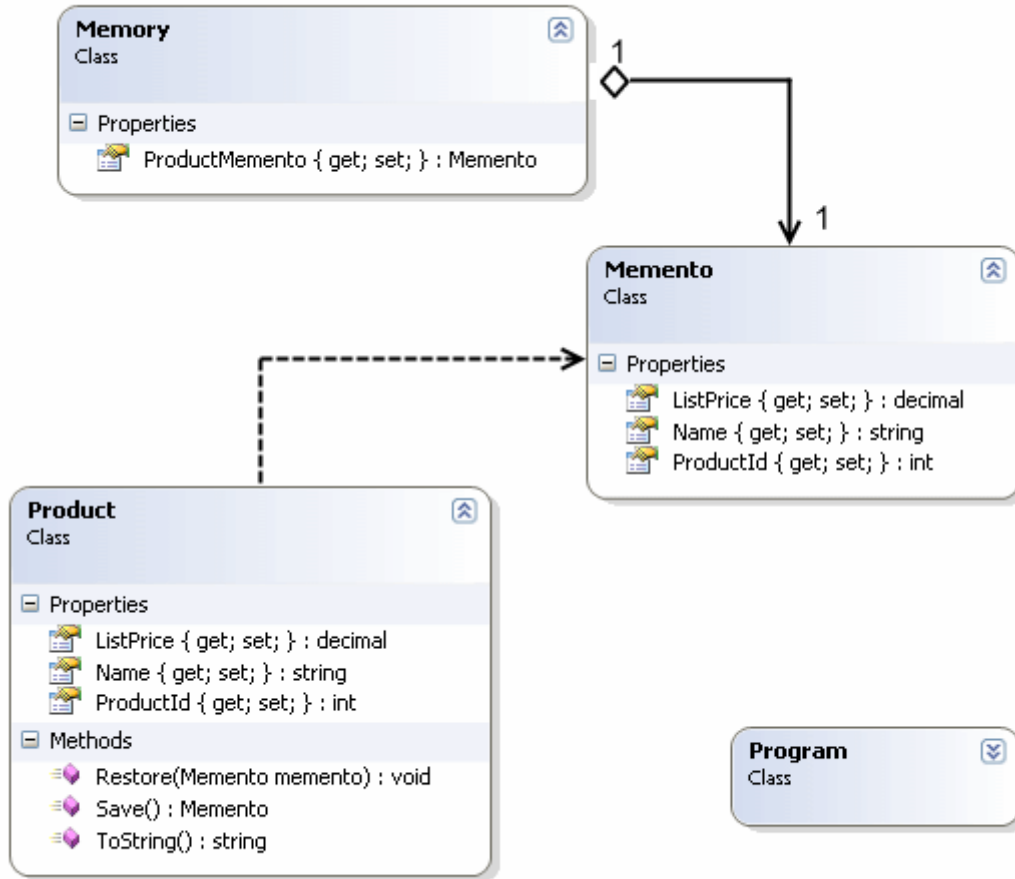 Memory
Class
Properties
ProductMemento { get; set; } : Memento
1
1
Memento
Class
Properties
ListPrice { get; set; } : decimal
Name { get; set; } : string
ProductId { get; set; } : int
Product
Class
Properties
ListPrice { get; set; } : decimal
Name { get; set; } : string
ProductId { get; set; } : int
Methods
Restore(Memento memento) : void
Save() : Memento
ToString() : string
Program
Class